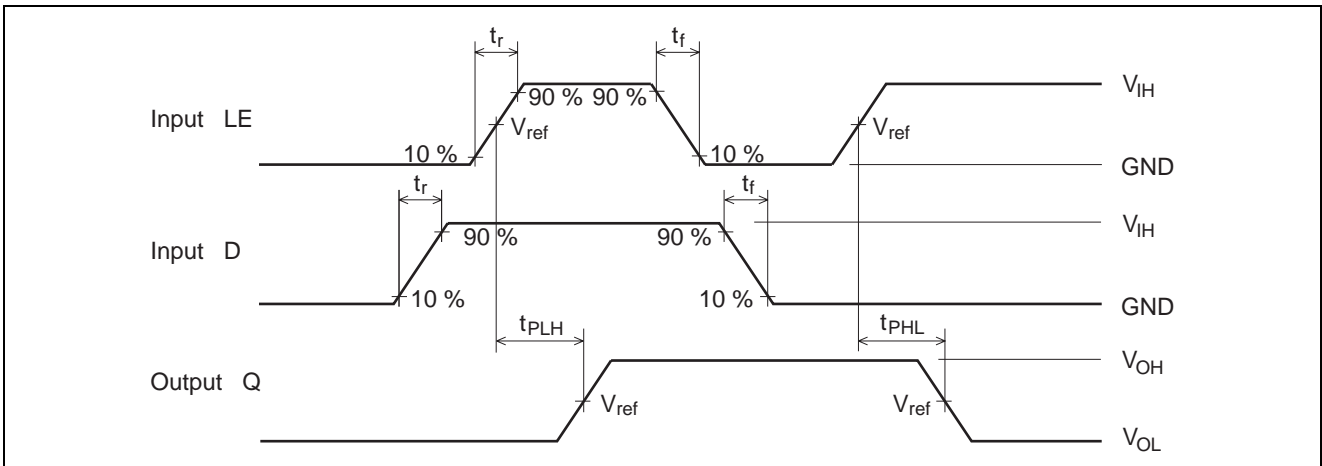 tr tf
Input LE 90 % 90 % VIH
Vref Vref
10 % 10 % GND
tr tf
Input D 90 % 90 % VIH
10 % 10 % GND
tPLH tPHL
Output Q VOH
Vref Vref
VOL